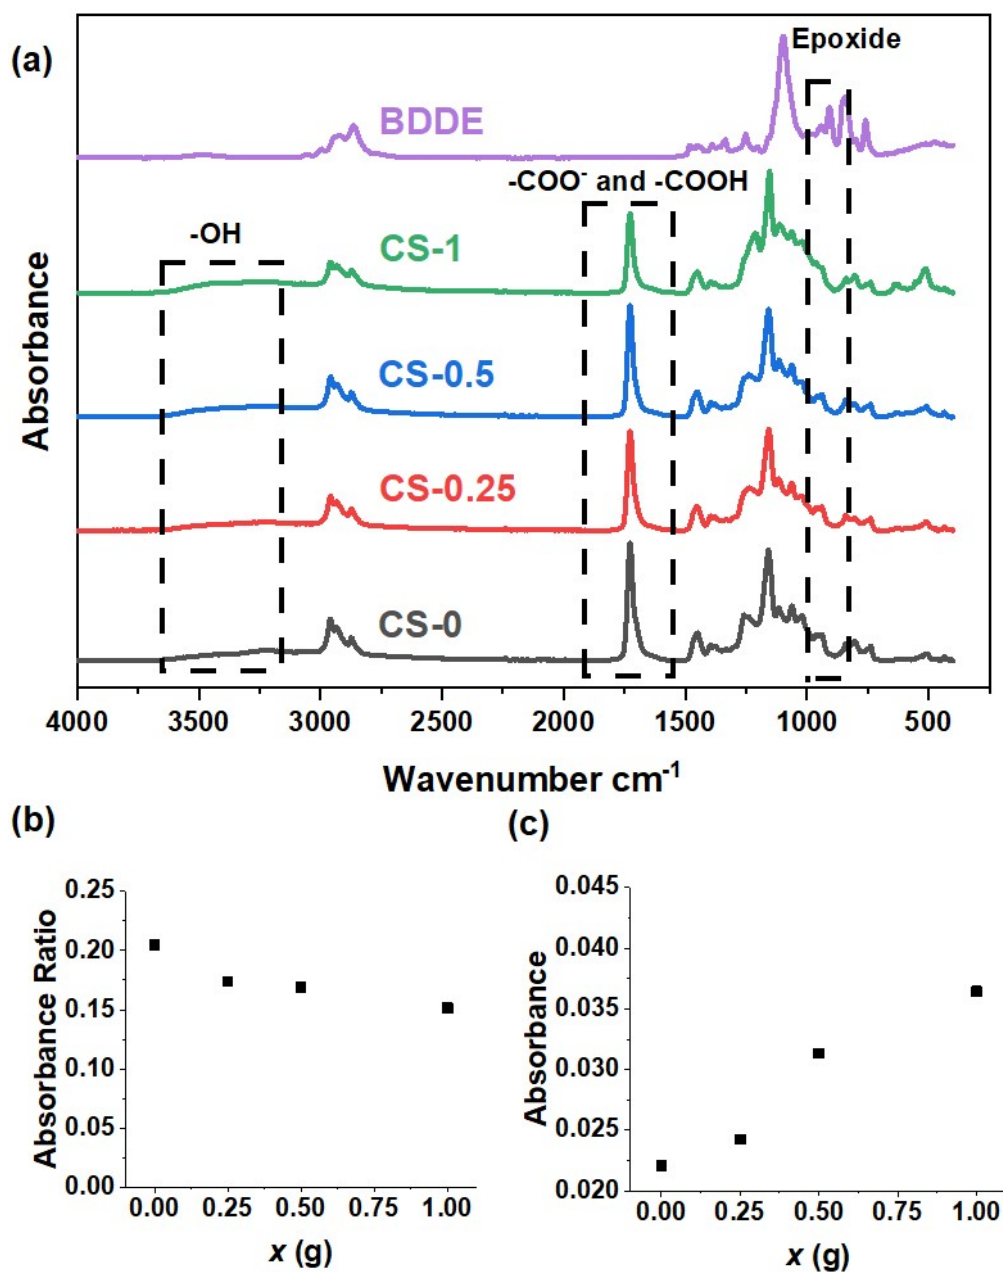 (a)
Epoxide
BDDE
-COO⁻ and -COOH
-OH
CS-1
CS-0.5
CS-0.25
CS-0
Absorbance
4000 3500 3000 2500 2000 1500 1000 500
Wavenumber cm⁻¹
(b)
0.25
0.20
0.15
0.10
0.05
0.00
Absorbance Ratio
0.00 0.25 0.50 0.75 1.00
x (g)
(c)
0.045
0.040
0.035
0.030
0.025
0.020
Absorbance
0.00 0.25 0.50 0.75 1.00
x (g)